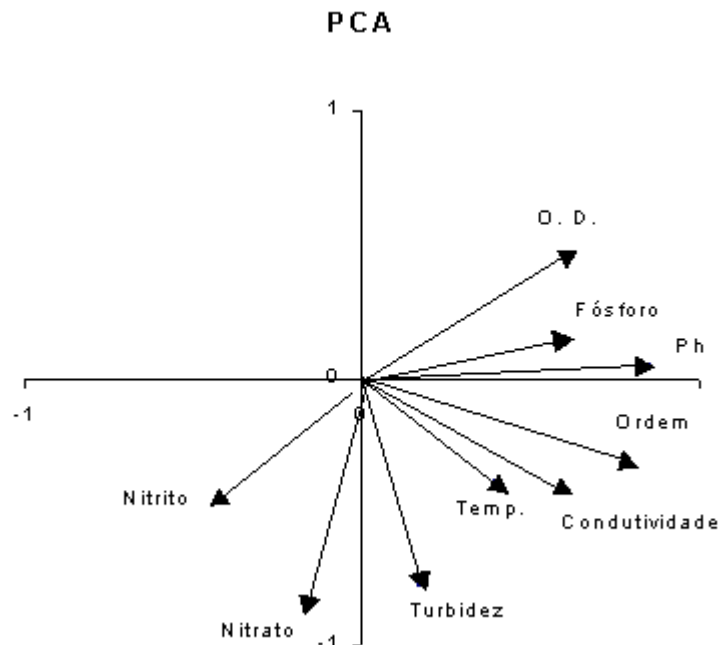 PCA
1
O. D.
Fósforo
Ph
0
-1
0
Ordem
Nitrito
Temp.
Condutividade
Nitrato
Turbidez
-1